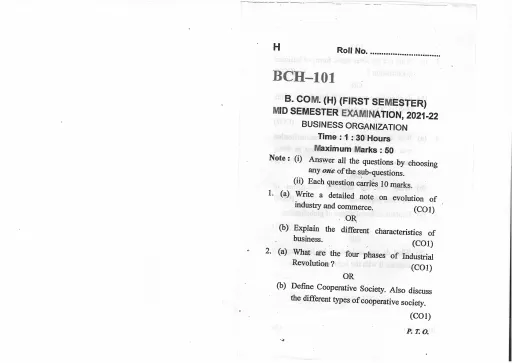 H
Roll No. ..............................
BCH–101
B. COM. (H) (FIRST SEMESTER)
MID SEMESTER EXAMINATION, 2021-22
BUSINESS ORGANIZATION
Time : 1 : 30 Hours
Maximum Marks : 50
Note : (i) Answer all the questions by choosing
any one of the sub-questions.
(ii) Each question carries 10 marks.
1. (a) Write a detailed note on evolution of
industry and commerce. (CO1)
OR
(b) Explain the different characteristics of
business. (CO1)
2. (a) What are the four phases of Industrial
Revolution ? (CO1)
OR
(b) Define Cooperative Society. Also discuss
the different types of cooperative society.
(CO1)
P. T. O.